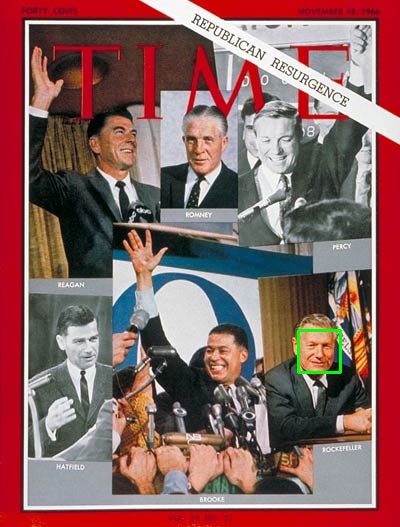 FORTY CENTS
NOVEMBER 18, 1966
REPUBLICAN RESURGENCE
TIME
ROMNEY
PERCY
REAGAN
HATFIELD
BROOKE
ROCKEFELLER